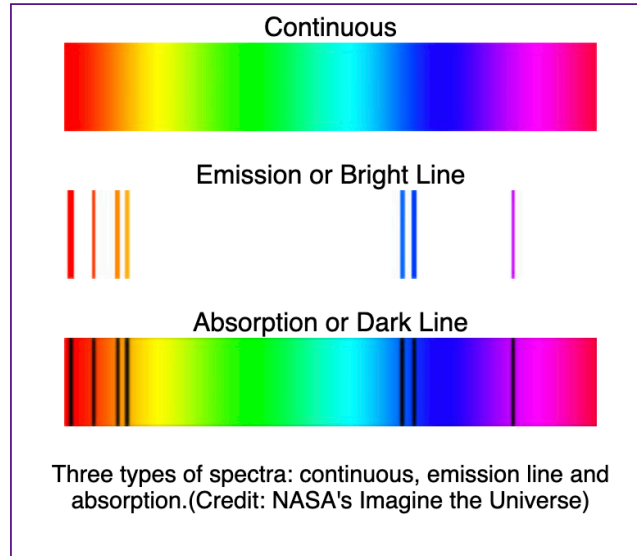 Continuous
Emission or Bright Line
Absorption or Dark Line
Three types of spectra: continuous, emission line and
absorption.(Credit: NASA's Imagine the Universe)